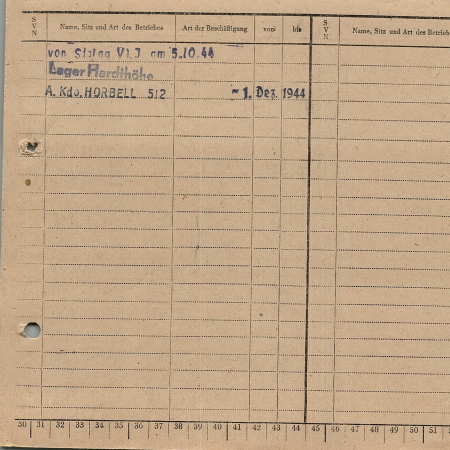 S V N Name, Sitz und Art des Betriebes Art der Beschäftigung von bis S V N Name, Sitz und Art des Betrieb
von Stalag VI J am 5.10.44
Lager Hardthöhe
A. Kdo. HORBELL 512 1. Dez. 1944
30 31 32 33 34 35 36 37 38 39 40 41 42 43 44 45 46 47 48 49 50 51